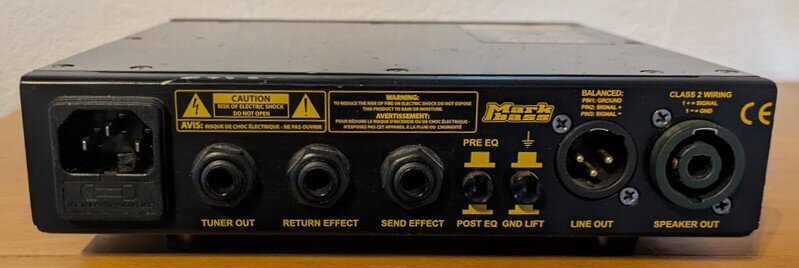 CAUTION
RISK OF ELECTRIC SHOCK
DO NOT OPEN
AVIS: RISQUE DE CHOC ÉLECTRIQUE - NE PAS OUVRIR
WARNING:
TO REDUCE THE RISK OF FIRE OR ELECTRIC SHOCK DO NOT EXPOSE
THIS PRODUCT TO RAIN OR MOISTURE.
AVERTISSEMENT:
POUR RÉDUIRE LE RISQUE D'INCENDIE OU DE CHOC ÉLECTRIQUE
N'EXPOSEZ PAS CET APPAREIL À LA PLUIE OU À L'HUMIDITÉ
Mark
bass
BALANCED:
PIN1: GROUND
PIN2: SIGNAL +
PIN3: SIGNAL -
CLASS 2 WIRING
1 + = SIGNAL
1 - = GND
CE
PRE EQ
TUNER OUT
RETURN EFFECT
SEND EFFECT
POST EQ
GND LIFT
LINE OUT
SPEAKER OUT